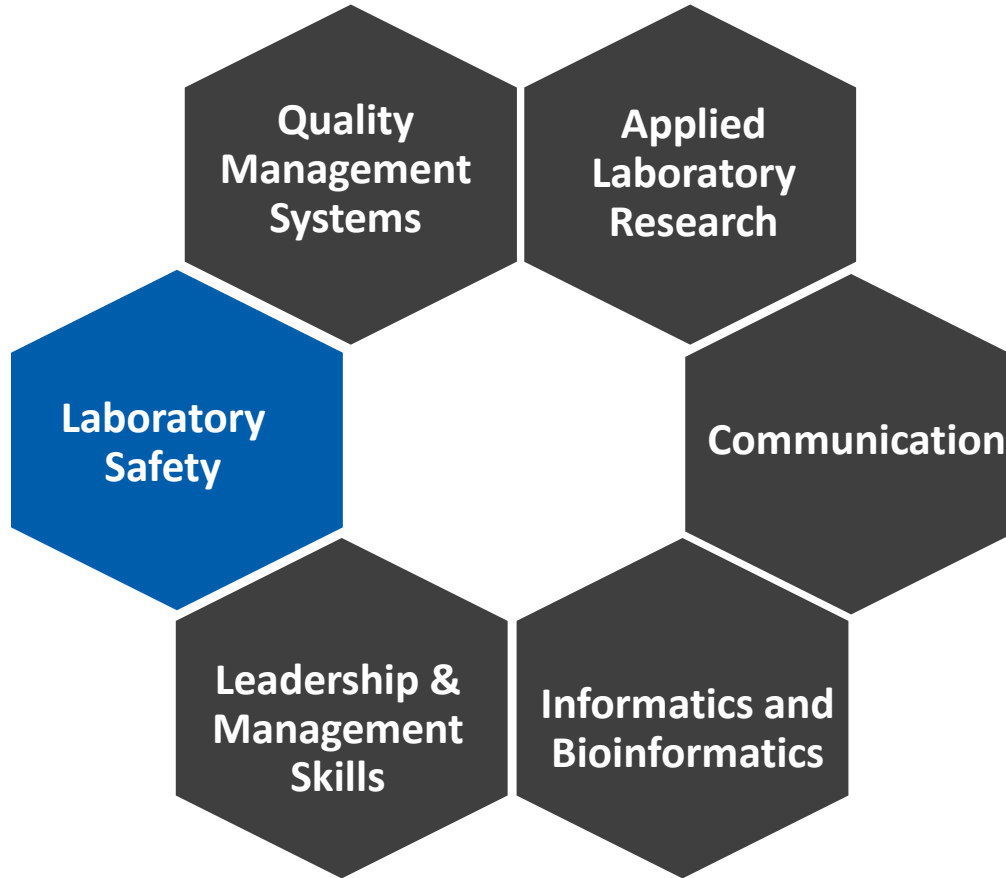 Quality
Management
Systems
Applied
Laboratory
Research
Laboratory
Safety
Communication
Leadership &
Management
Skills
Informatics and
Bioinformatics